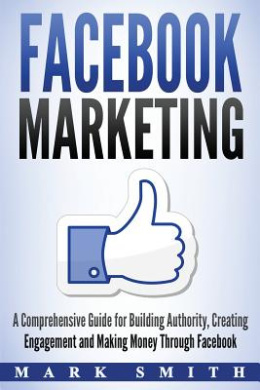 FACEBOOK
MARKETING
A Comprehensive Guide for Building Authority, Creating
Engagement and Making Money Through Facebook
MARK SMITH